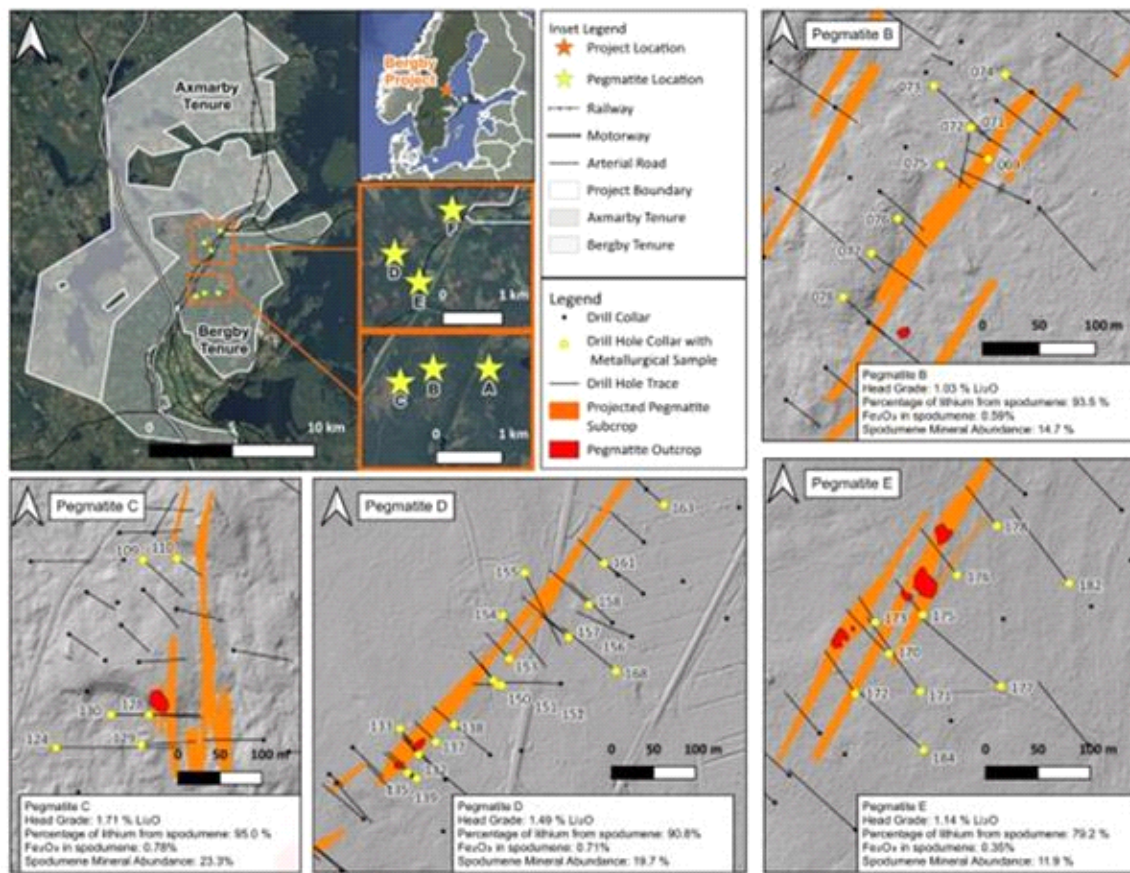 Axmarby
Tenure
Bergby
Tenure
0
10 km
Bergby
Project
F
D
E
0
1 km
C
B
A
0
1 km
Inset Legend
Project Location
Pegmatite Location
Railway
Motorway
Arterial Road
Project Boundary
Axmarby Tenure
Bergby Tenure
Legend
Drill Collar
Drill Hole Collar with
Metallurgical Sample
Drill Hole Trace
Projected Pegmatite
Subcrop
Pegmatite Outcrop
Pegmatite B
074
073
072
071
069
075
076
078
0
50
100 m
Pegmatite B
Head Grade: 1.03 % Li₂O
Percentage of lithium from spodumene: 93.5 %
Fe₂O₃ in spodumene: 0.59%
Spodumene Mineral Abundance: 14.7 %
Pegmatite C
109
110
128
130
124
129
0
50
100 m
Pegmatite C
Head Grade: 1.71 % Li₂O
Percentage of lithium from spodumene: 95.0 %
Fe₂O₃ in spodumene: 0.78%
Spodumene Mineral Abundance: 23.3%
Pegmatite D
163
161
155
158
154
157
156
153
168
150
151
152
133
138
137
132
135
139
0
50
100 m
Pegmatite D
Head Grade: 1.49 % Li₂O
Percentage of lithium from spodumene: 90.8%
Fe₂O₃ in spodumene: 0.71%
Spodumene Mineral Abundance: 19.7 %
Pegmatite E
178
176
182
175
173
170
177
172
171
184
0
50
100 m
Pegmatite E
Head Grade: 1.14 % Li₂O
Percentage of lithium from spodumene: 79.2 %
Fe₂O₃ in spodumene: 0.35%
Spodumene Mineral Abundance: 11.9 %